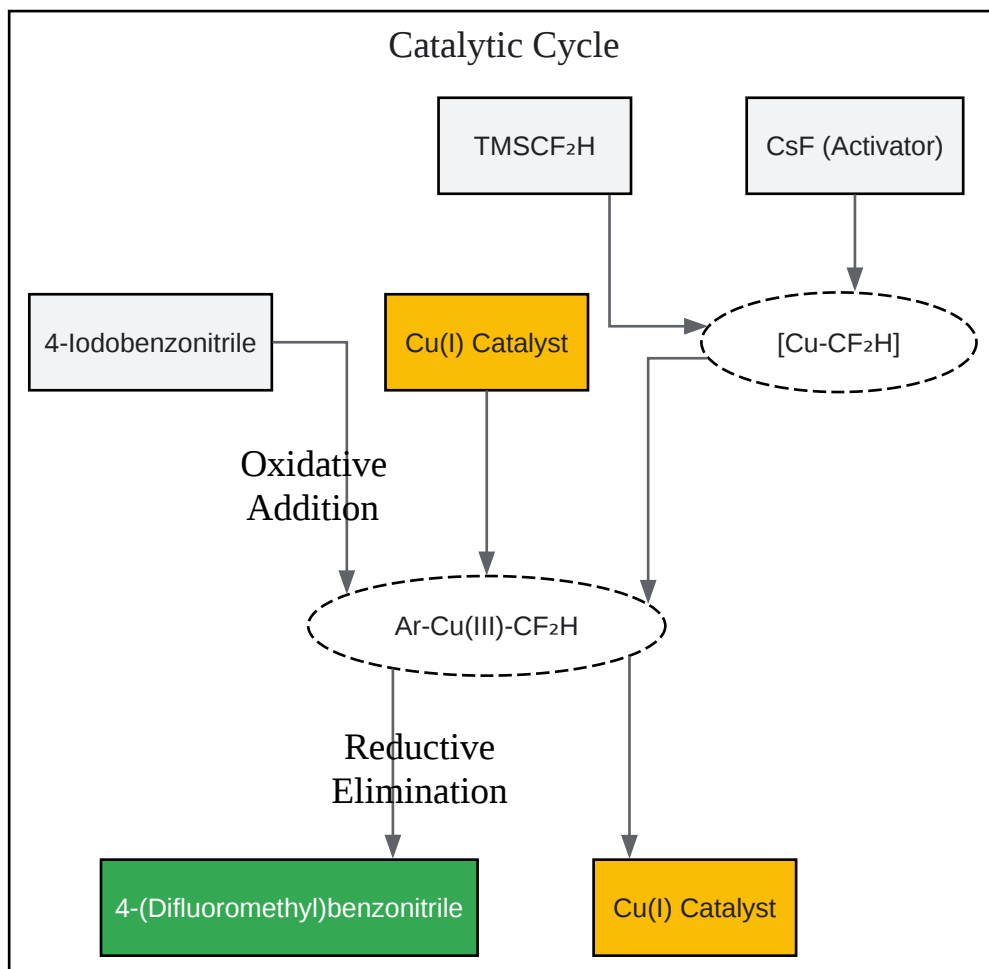 Catalytic Cycle
TMSCF₂H
CsF (Activator)
4-Iodobenzonitrile
Cu(I) Catalyst
[Cu-CF₂H]
Oxidative
Addition
Ar-Cu(III)-CF₂H
Reductive
Elimination
4-(Difluoromethyl)benzonitrile
Cu(I) Catalyst